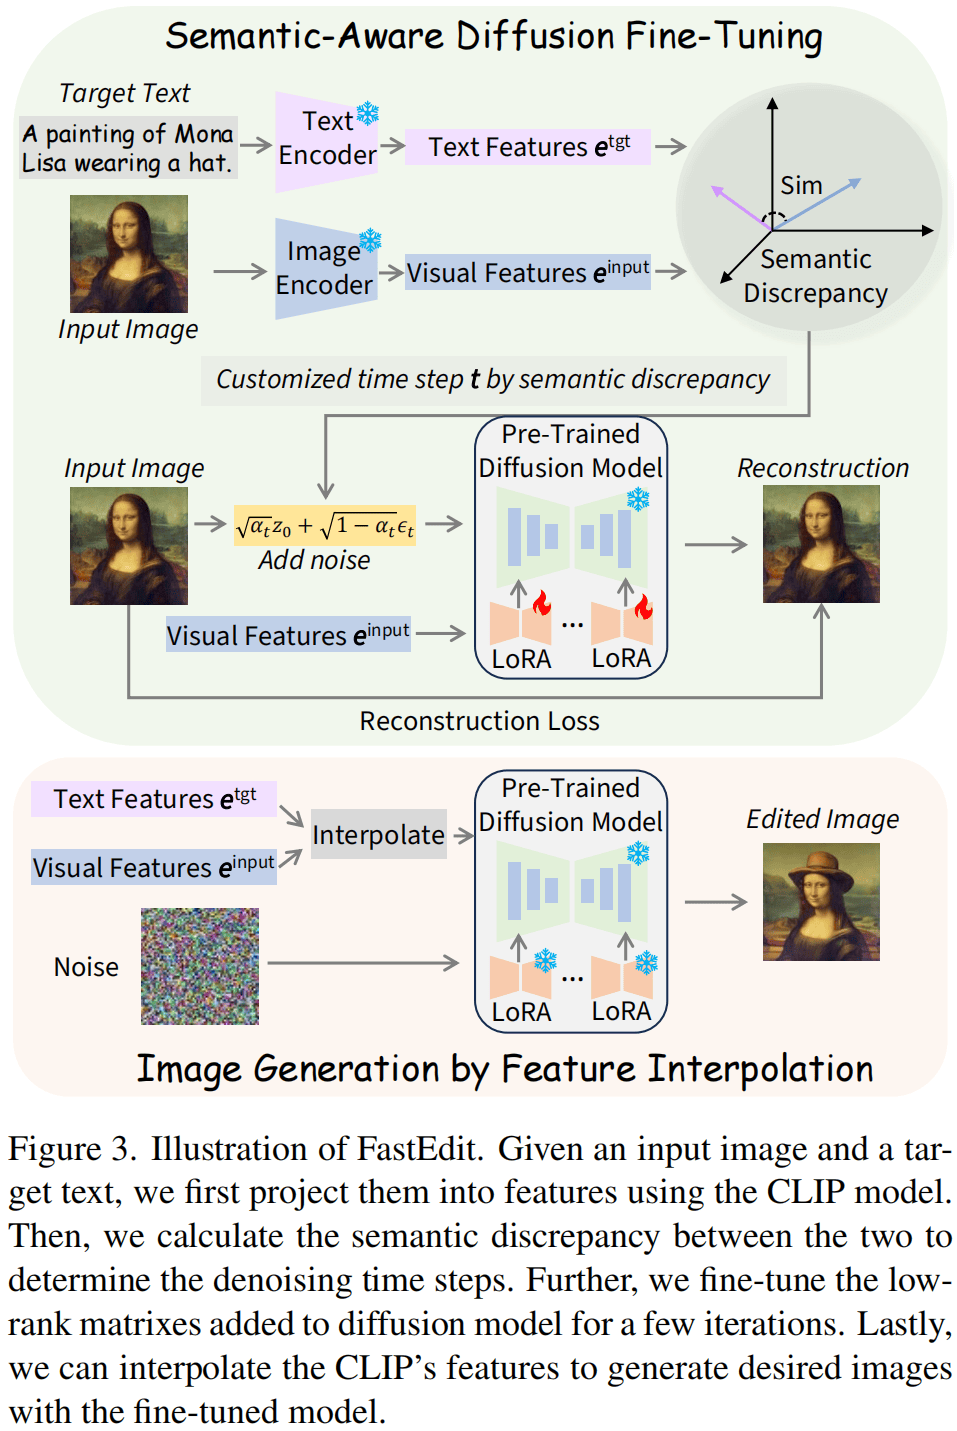 Semantic-Aware Diffusion Fine-Tuning
Target Text
A painting of Mona
Lisa wearing a hat.
Text
Encoder
Text Features e^tgt
Input Image
Image
Encoder
Visual Features e^input
Sim
Semantic
Discrepancy
Customized time step t by semantic discrepancy
Input Image
√α_t z_0 + √1 − α_t ϵ_t
Add noise
Visual Features e^input
Pre-Trained
Diffusion Model
...
LoRA
LoRA
Reconstruction
Reconstruction Loss
Text Features e^tgt
Visual Features e^input
Interpolate
Noise
Pre-Trained
Diffusion Model
...
LoRA
LoRA
Edited Image
Image Generation by Feature Interpolation
Figure 3. Illustration of FastEdit. Given an input image and a tar-
get text, we first project them into features using the CLIP model.
Then, we calculate the semantic discrepancy between the two to
determine the denoising time steps. Further, we fine-tune the low-
rank matrixes added to diffusion model for a few iterations. Lastly,
we can interpolate the CLIP's features to generate desired images
with the fine-tuned model.